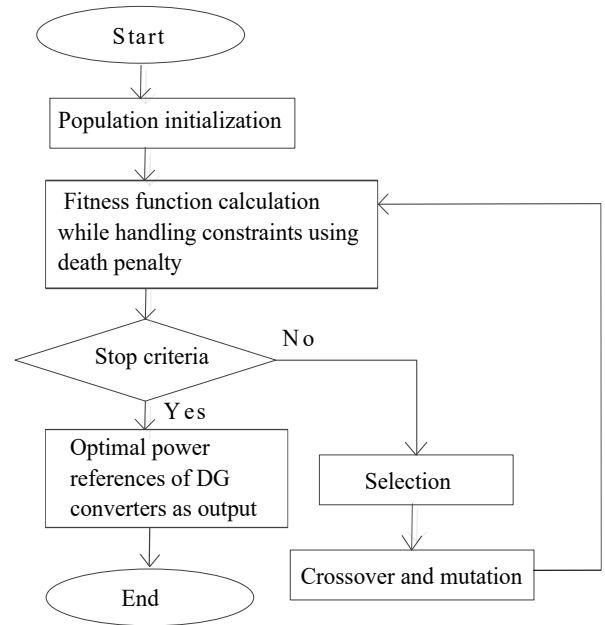 Start
Population initialization
Fitness function calculation
while handling constraints using
death penalty
Stop criteria
No
Yes
Optimal power
references of DG
converters as output
Selection
Crossover and mutation
End